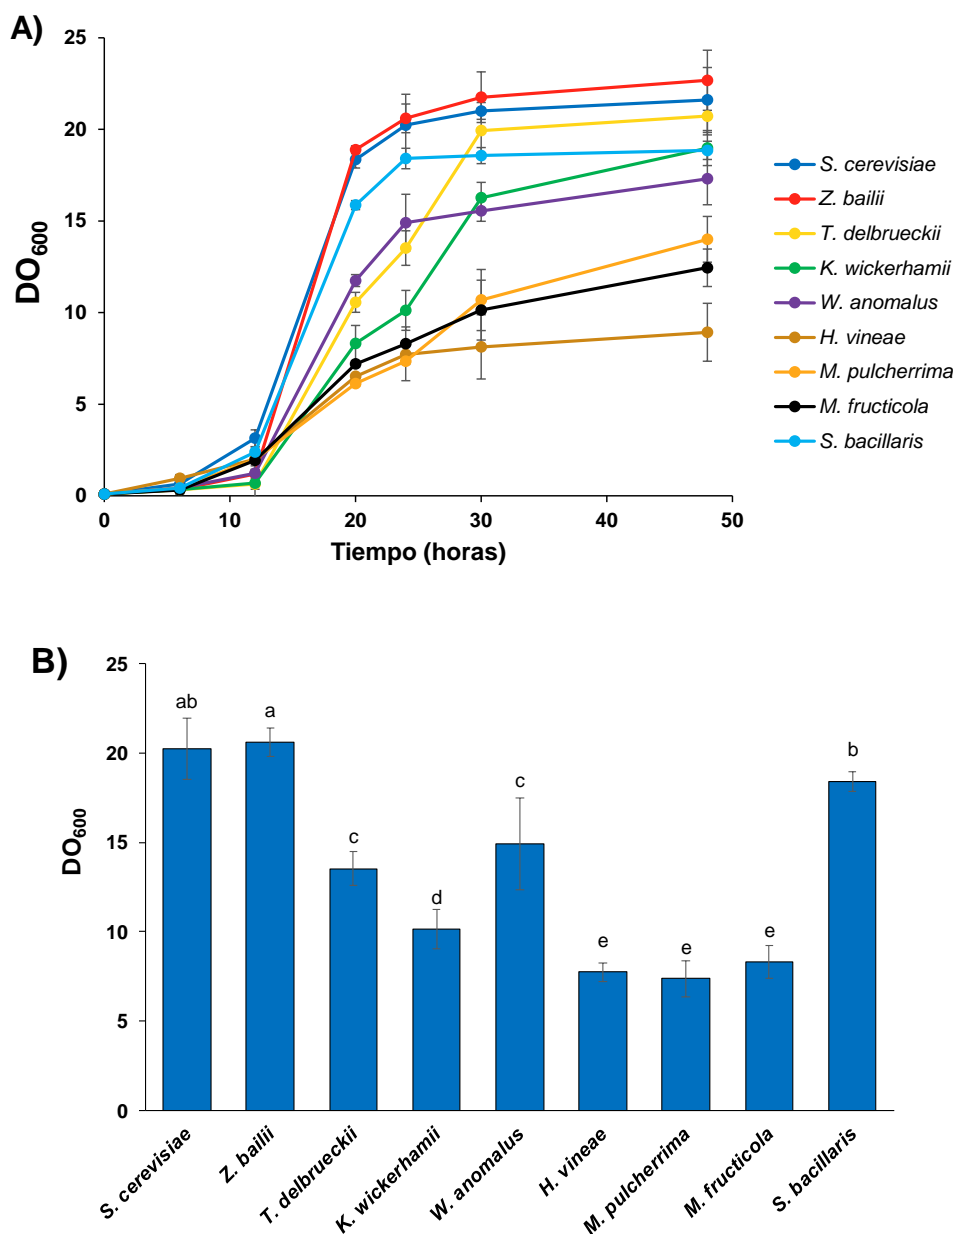 A)
25
20
15
10
5
0
DO600
0 10 20 30 40 50
Tiempo (horas)
S. cerevisiae
Z. bailii
T. delbrueckii
K. wickerhamii
W. anomalus
H. vineae
M. pulcherrima
M. fructicola
S. bacillaris
B)
25
20
15
10
5
0
DO600
ab a c d c e e e b
S. cerevisiae
Z. bailii
T. delbrueckii
K. wickerhamii
W. anomalus
H. vineae
M. pulcherrima
M. fructicola
S. bacillaris